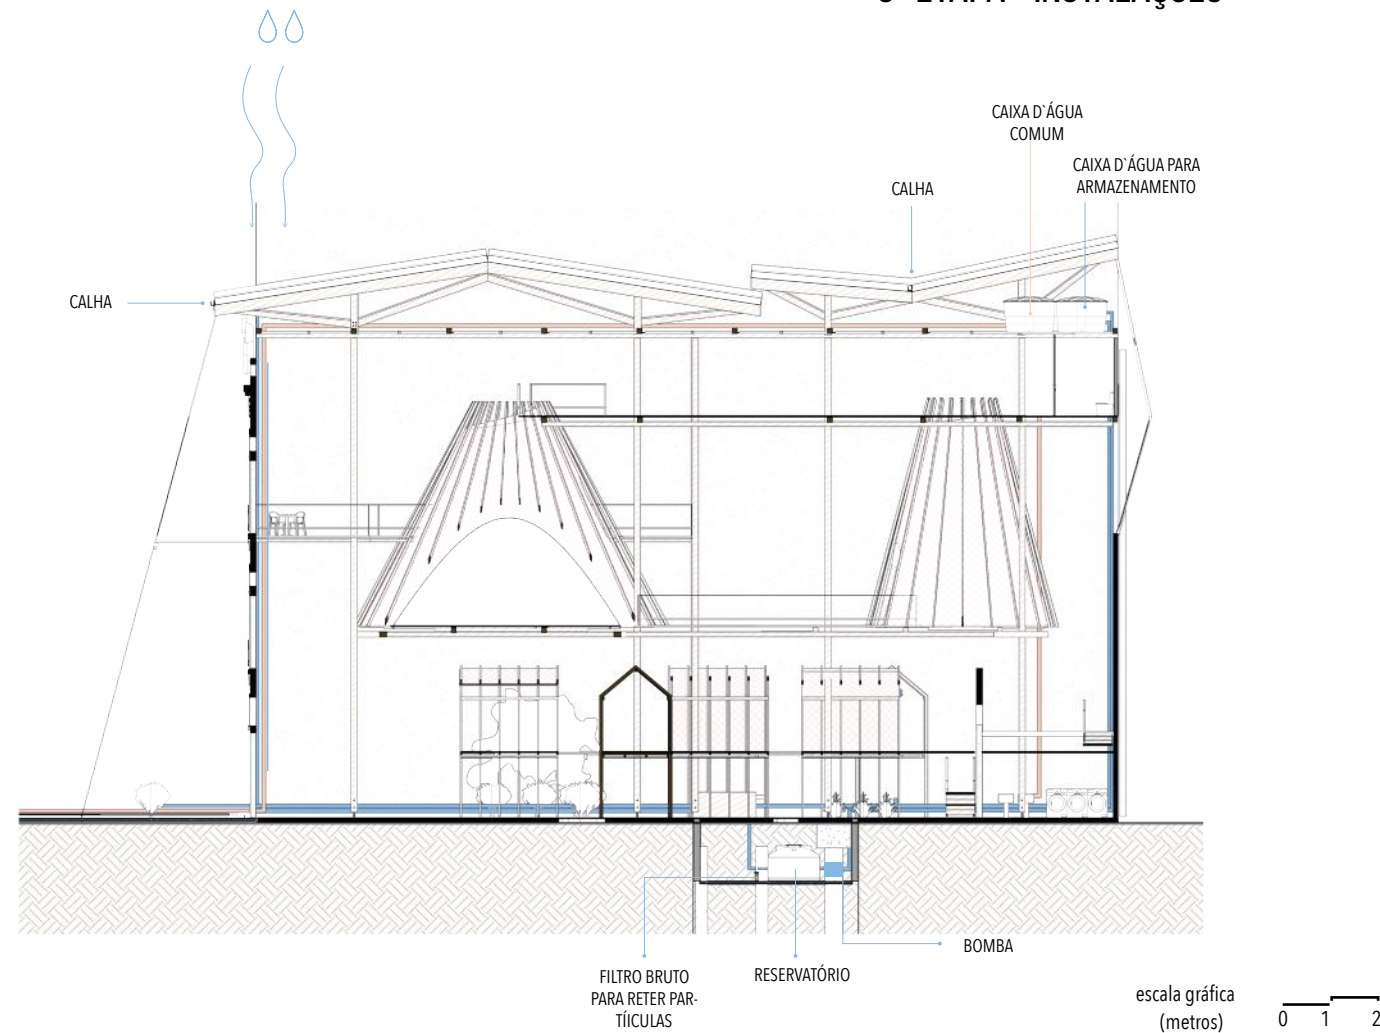 CAIXA D`ÁGUA
COMUM
CAIXA D`ÁGUA PARA
ARMAZENAMENTO
CALHA
CALHA
BOMBA
FILTRO BRUTO
PARA RETER PAR-
TÍICULAS
RESERVATÓRIO
escala gráfica
(metros)
0 1 2